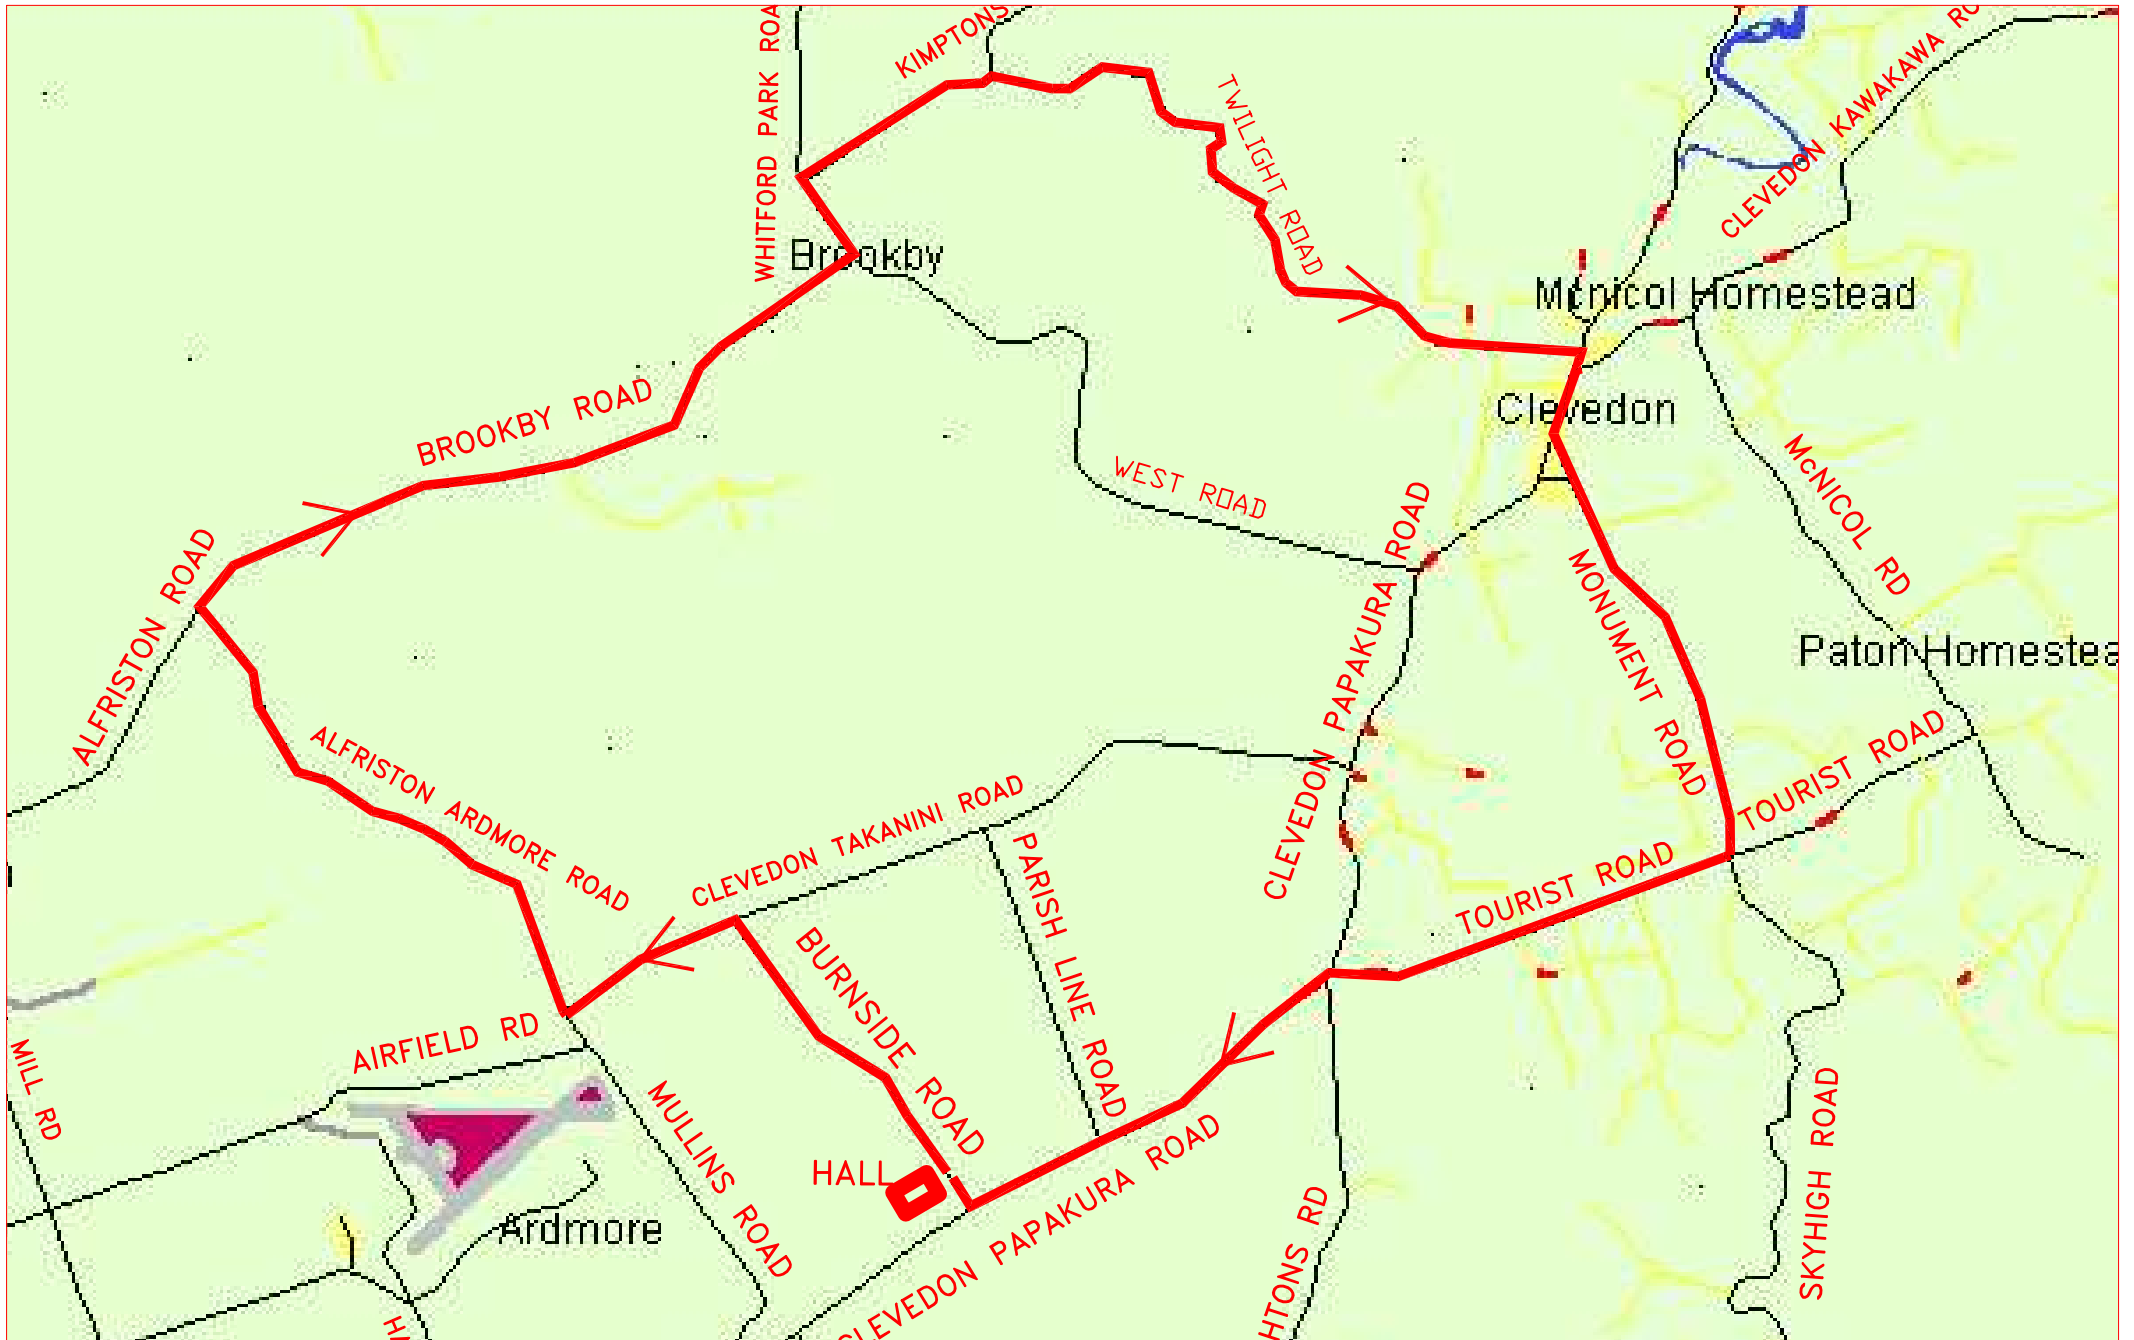 WHITFORD PARK ROA
KIMPTONS
TWILIGHT ROAD
CLEVEDON KAWAKAWA RO
Brookby
Mcnicol Homestead
Clevedon
BROOKBY ROAD
WEST ROAD
McNICOL RD
ALFRISTON ROAD
CLEVEDON PAPAKURA ROAD
MONUMENT ROAD
Paton Homestea
ALFRISTON ARDMORE ROAD
TOURIST ROAD
CLEVEDON TAKANINI ROAD
PARISH LINE ROAD
TOURIST ROAD
BURNSIDE ROAD
AIRFIELD RD
MILL RD
MULLINS ROAD
HALL
CLEVEDON PAPAKURA ROAD
SKYHIGH ROAD
Ardmore
HTONS RD
HA